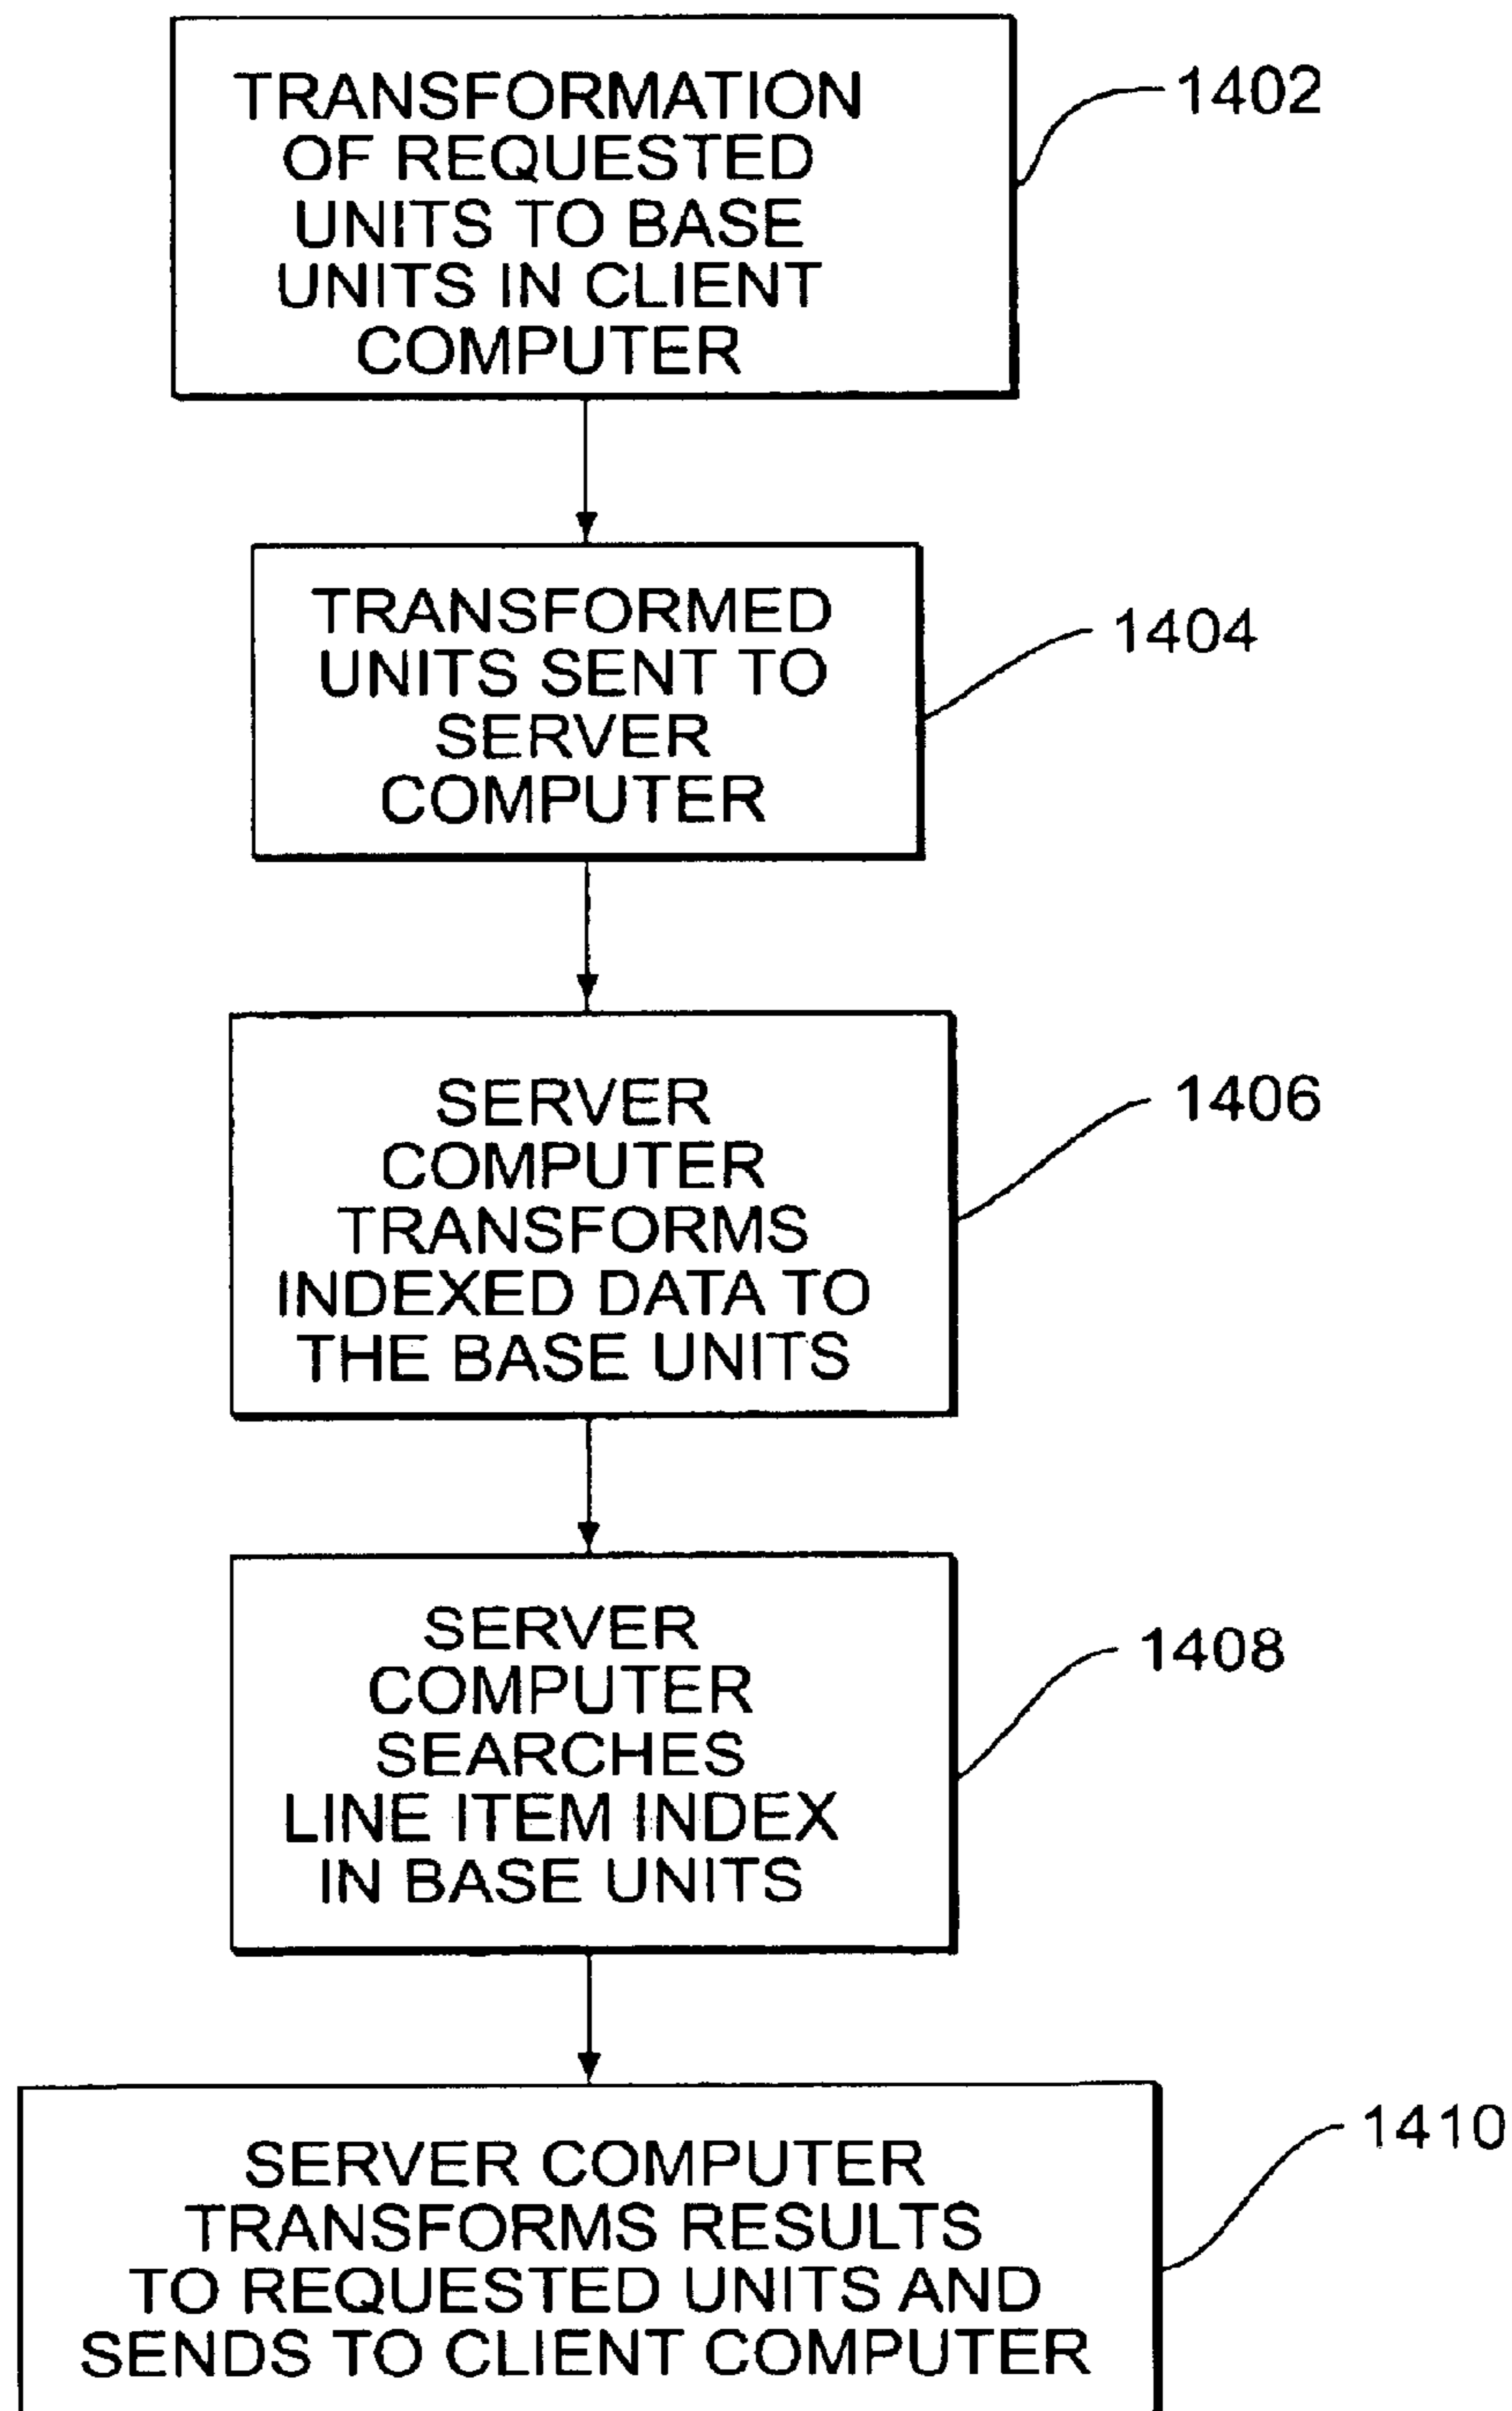 TRANSFORMATION
OF REQUESTED
UNITS TO BASE
UNITS IN CLIENT
COMPUTER
1402
TRANSFORMED
UNITS SENT TO
SERVER
COMPUTER
1404
SERVER
COMPUTER
TRANSFORMS
INDEXED DATA TO
THE BASE UNITS
1406
SERVER
COMPUTER
SEARCHES
LINE ITEM INDEX
IN BASE UNITS
1408
SERVER COMPUTER
TRANSFORMS RESULTS
TO REQUESTED UNITS AND
SENDS TO CLIENT COMPUTER
1410